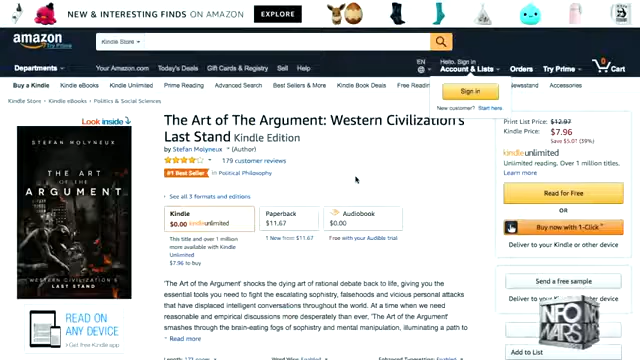 NEW & INTERESTING FINDS ON AMAZON EXPLORE
amazon
Try Prime
Kindle Store
Departments Your Amazon.com Today's Deals Gift Cards & Registry Sell Help
EN Hello. Sign in
Account & Lists Orders Try Prime 0 Cart
Sign in
New customer? Start here.
Buy a Kindle Kindle eBooks Kindle Unlimited Prime Reading Advanced Search Best Sellers & More Kindle Book Deals Free Newsstand Accessories
Kindle Store › Kindle eBooks › Politics & Social Sciences
Look inside
STEFAN MOLYNEUX
THE ART
OF THE
ARGUMENT
WESTERN CIVILIZATION'S
LAST STAND
READ ON
ANY DEVICE
Get free Kindle app
The Art of The Argument: Western Civilization's
Last Stand Kindle Edition
by Stefan Molyneux (Author)
179 customer reviews
#1 Best Seller in Political Philosophy
See all 3 formats and editions
Kindle
$0.00 kindleunlimited
This title and over 1 million
more available with Kindle
Unlimited
$7.96 to buy
Paperback
$11.67
1 New from $11.67
Audiobook
$0.00
Free with your Audible trial
'The Art of the Argument' shocks the dying art of rational debate back to life, giving you the
essential tools you need to fight the escalating sophistry, falsehoods and vicious personal attacks
that have displaced intelligent conversations throughout the world. At a time when we need
reasonable and empirical discussions more desperately than ever, 'The Art of the Argument'
smashes through the brain-eating fogs of sophistry and mental manipulation, illuminating a path to
Read more
Print List Price: $12.97
Kindle Price: $7.96
Save $5.01 (39%)
kindleunlimited
Unlimited reading. Over 1 million titles.
Learn more
Read for Free
OR
Buy now with 1-Click
Deliver to your Kindle or other device
Send a free sample
Deliver to your Kindle or other device
Add to List
INFO
WARS